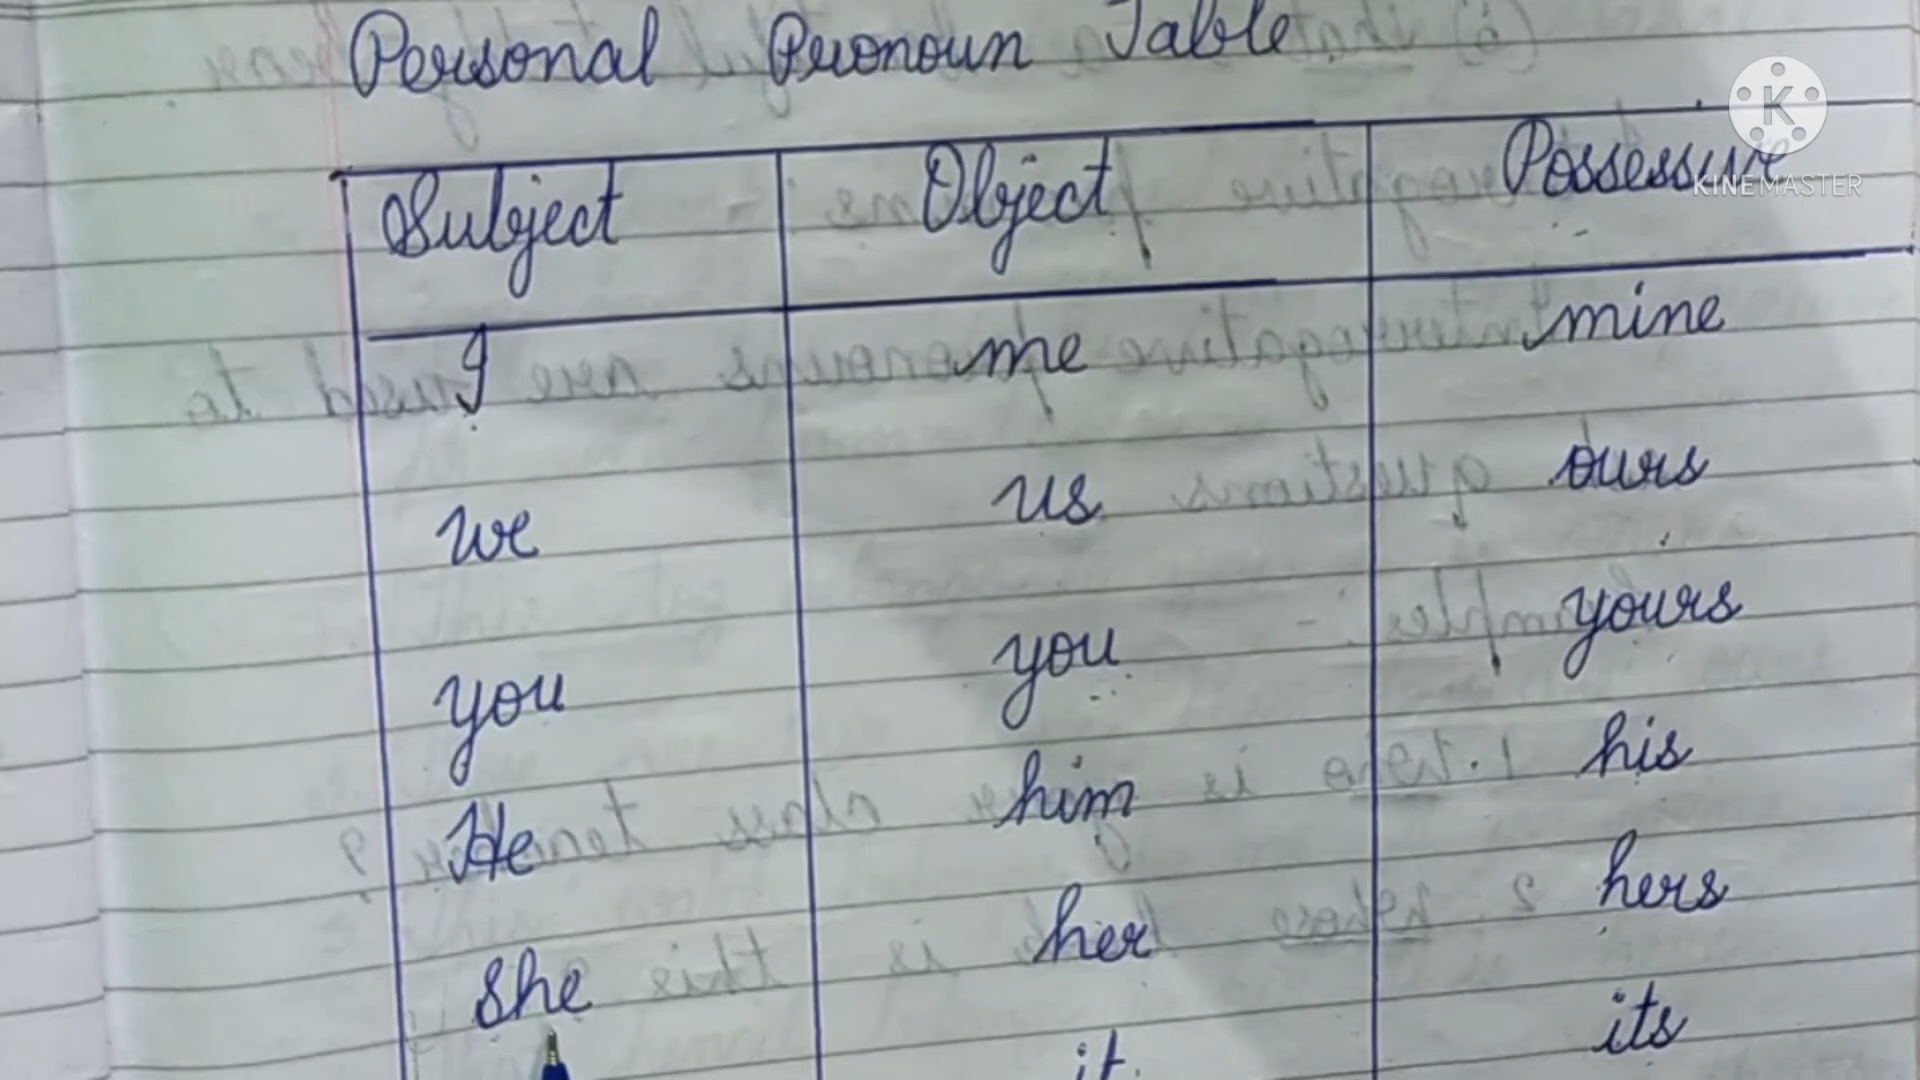 Personal Pronoun Table
Subject Object Possessive
I me mine
we us ours
you you yours
He him his
she her hers
it its
K
KINEMASTER